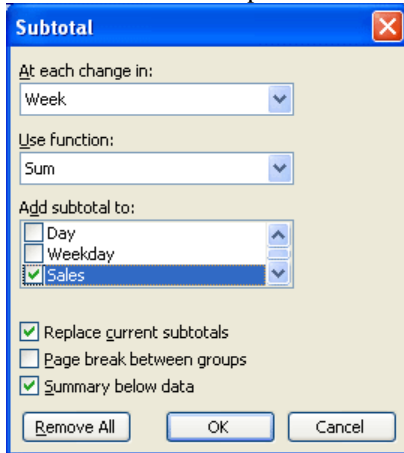 Subtotal
At each change in:
Week
Use function:
Sum
Add subtotal to:
Day
Weekday
Sales
Replace current subtotals
Page break between groups
Summary below data
Remove All OK Cancel